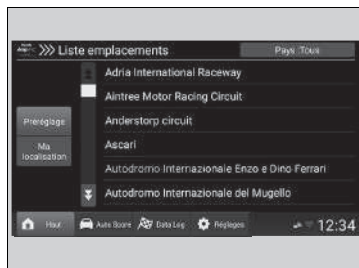 >>> Liste emplacements
Pays :Tous
Adria International Raceway
Aintree Motor Racing Circuit
Anderstorp circuit
Préréglage
Ascari
Ma
localisation
Autodromo Internazionale Enzo e Dino Ferrari
Autodromo Internazionale del Mugello
Haut
Auto Score
Data Log
Réglages
12:34